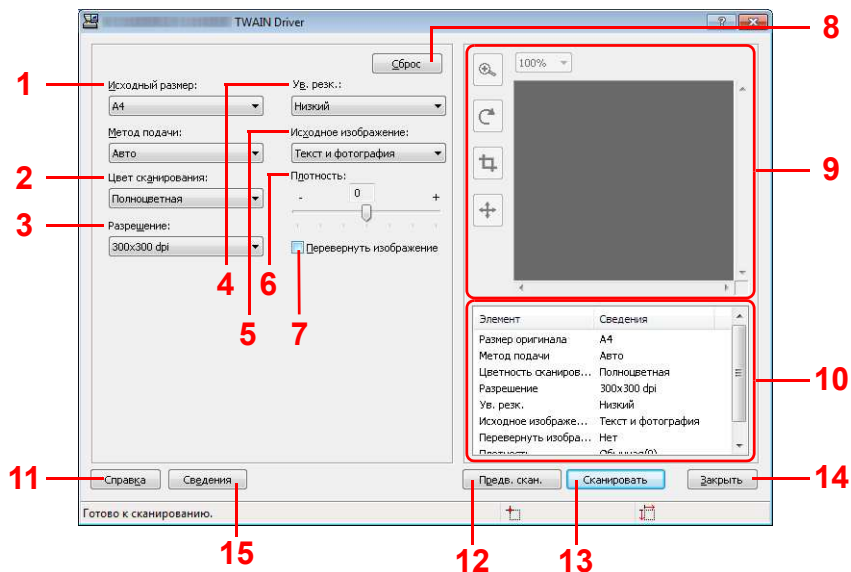 TWAIN Driver
8
Сброс
1
Исходный размер:
A4
Метод подачи:
Авто
2
Цвет сканирования:
Полноцветная
3
Разрешение:
300x300 dpi
4
Ув. резк.:
Низкий
5
Исходное изображение:
Текст и фотография
6
Плотность:
- 0 +
7
Перевернуть изображение
100%
9
Элемент Сведения
Размер оригинала A4
Метод подачи Авто
Цветность сканиров... Полноцветная
Разрешение 300x300 dpi
Ув. резк. Низкий
Исходное изображе... Текст и фотография
Перевернуть изобра... Нет
Плотность Обычная(0)
10
11
Справка
Сведения
15
Предв. скан.
12
Сканировать
13
Закрыть
14
Готово к сканированию.